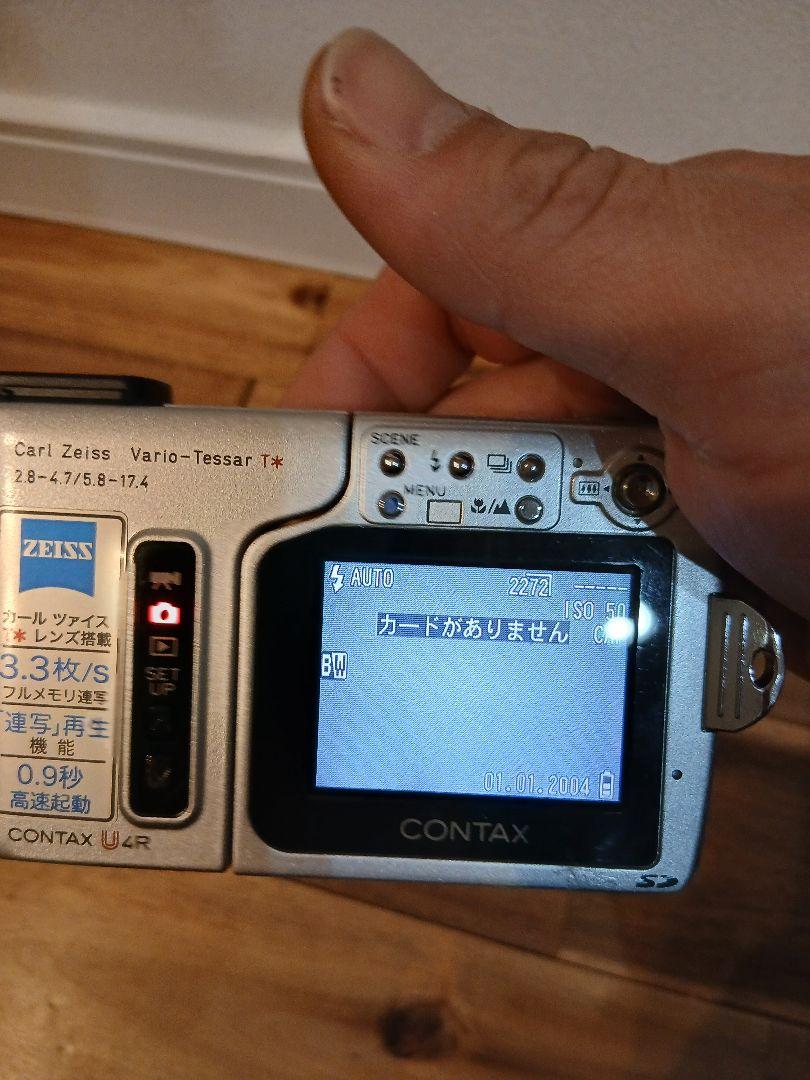 Carl Zeiss Vario-Tessar T*
2.8-4.7/5.8-17.4
ZEISS
カール ツァイス
T* レンズ搭載
3.3枚/S
フルメモリ連写
「連写」再生
機能
0.9秒
高速起動
SET
UP
CONTAX U4R
SCENE
MENU
AUTO
2272
-----
ISO 50
カードがありません
BW
01.01.2004
CONTAX
SD